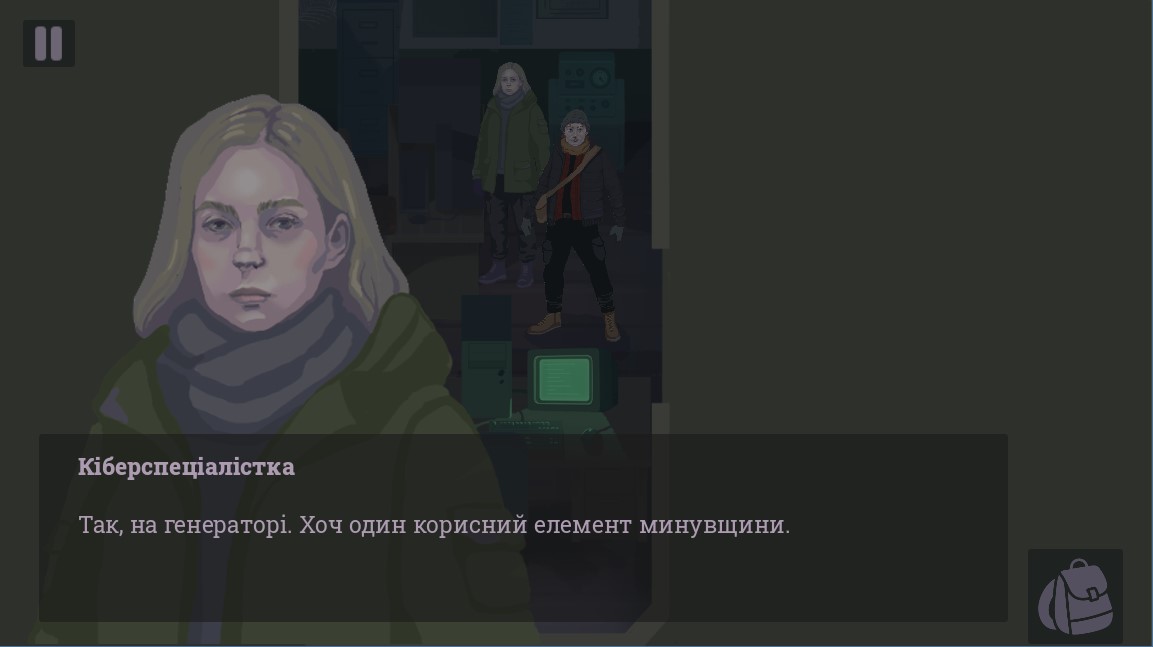 Кіберспеціалістка
Так, на генераторі. Хоч один корисний елемент минувщини.